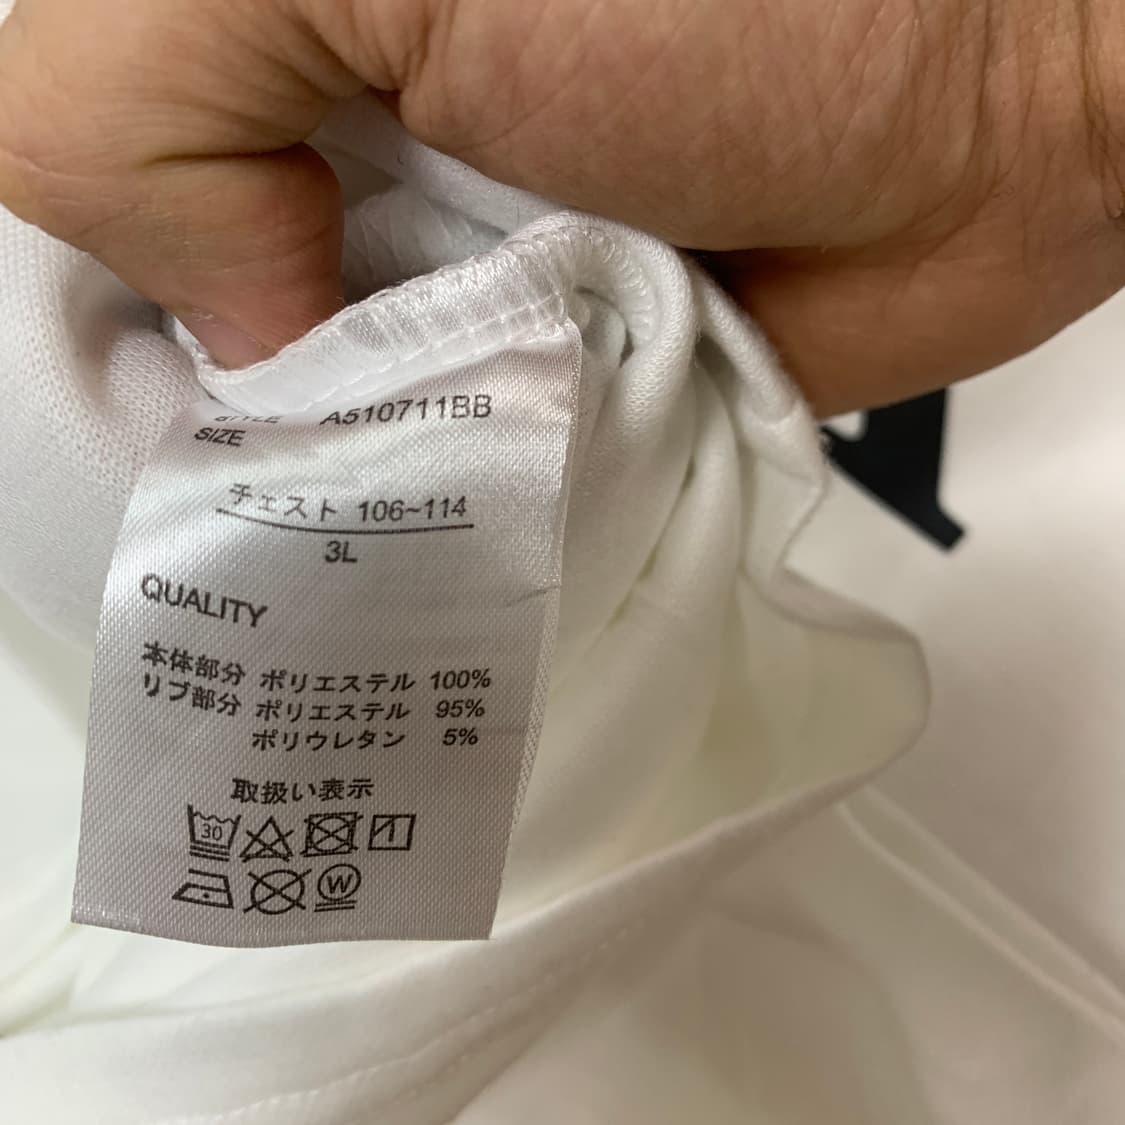 STYLE A510711BB
SIZE
チェスト 106~114
3L
QUALITY
本体部分 ポリエステル 100%
リブ部分 ポリエステル 95%
ポリウレタン 5%
取扱い表示
30
W